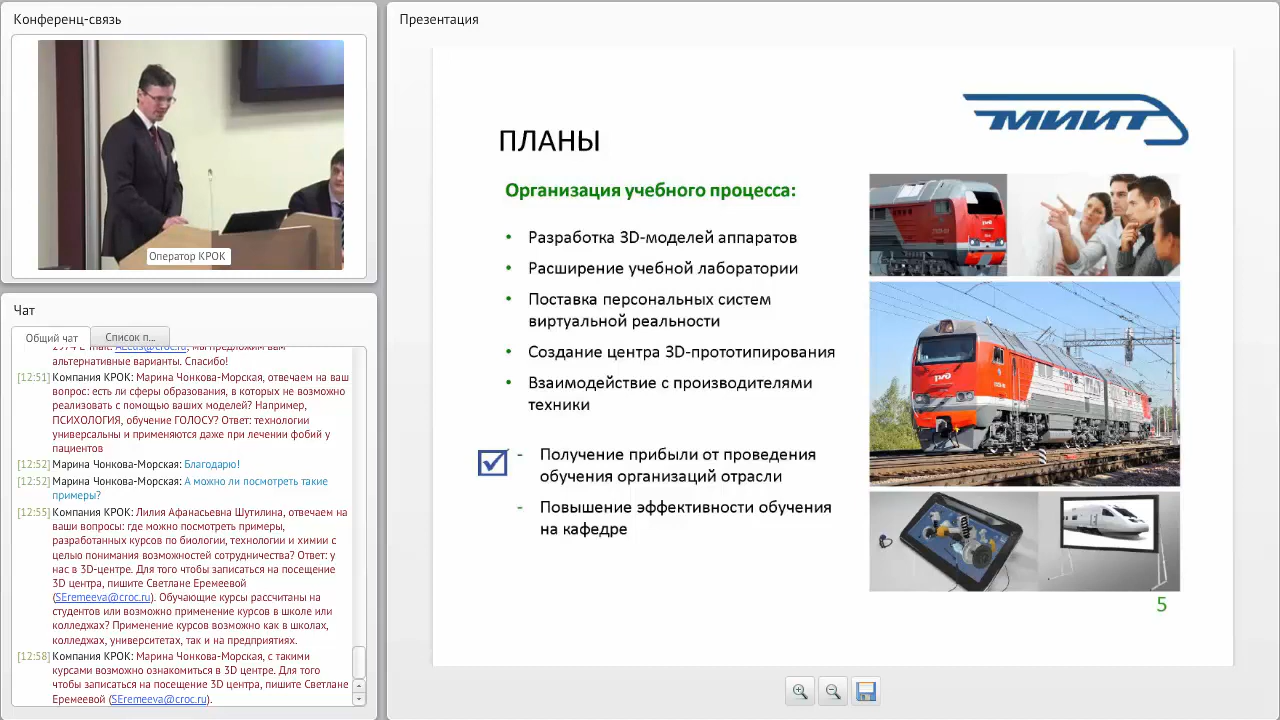 Конференц-связь
Оператор КРОК
Чат
Общий чат
Список п...
альтернативные варианты. Спасибо!
[12:51] Компания КРОК: Марина Чонкова-Морская, отвечаем на ваш
вопрос: есть ли сферы образования, в которых не возможно
реализовать с помощью ваших моделей? Например,
ПСИХОЛОГИЯ, обучение ГОЛОСУ? Ответ: технологии
универсальны и применяются даже при лечении фобий у
пациентов
[12:52] Марина Чонкова-Морская: Благодарю!
[12:52] Марина Чонкова-Морская: А можно ли посмотреть такие
примеры?
[12:55] Компания КРОК: Лилия Афанасьевна Шутилина, отвечаем на
ваши вопросы: где можно посмотреть примеры,
разработанных курсов по биологии, технологии и химии с
целью понимания возможностей сотрудничества? Ответ: у
нас в 3D-центре. Для того чтобы записаться на посещение
3D центра, пишите Светлане Еремеевой
(SEremeeva@croc.ru). Обучающие курсы рассчитаны на
студентов или возможно применение курсов в школе или
колледжах? Применение курсов возможно как в школах,
колледжах, университетах, так и на предприятиях.
[12:58] Компания КРОК: Марина Чонкова-Морская, с такими
курсами возможно ознакомиться в 3D центре. Для того
чтобы записаться на посещение 3D центра, пишите Светлане
Еремеевой (SEremeeva@croc.ru).
Презентация
МИИТ
ПЛАНЫ
Организация учебного процесса:
• Разработка 3D-моделей аппаратов
• Расширение учебной лаборатории
• Поставка персональных систем
виртуальной реальности
• Создание центра 3D-прототипирования
• Взаимодействие с производителями
техники
- Получение прибыли от проведения
обучения организаций отрасли
- Повышение эффективности обучения
на кафедре
5